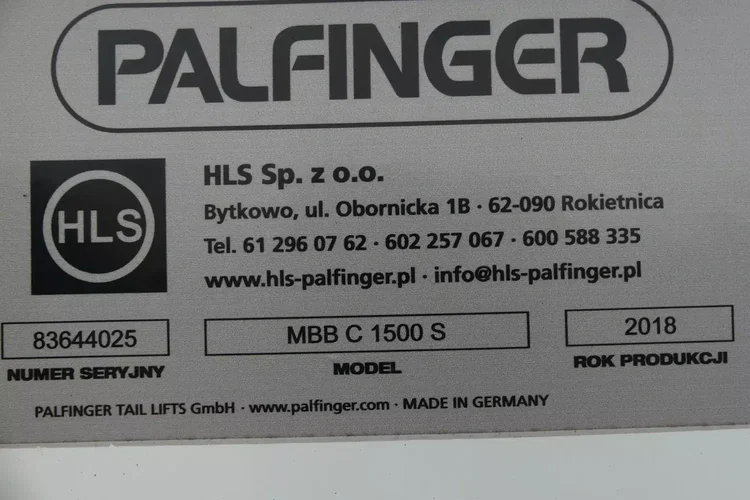 PALFINGER
HLS
HLS Sp. z o.o.
Bytkowo, ul. Obornicka 1B · 62-090 Rokietnica
Tel. 61 296 07 62 · 602 257 067 · 600 588 335
www.hls-palfinger.pl · info@hls-palfinger.pl
83644025 MBB C 1500 S 2018
NUMER SERYJNY MODEL ROK PRODUKCJI
PALFINGER TAIL LIFTS GmbH · www.palfinger.com · MADE IN GERMANY